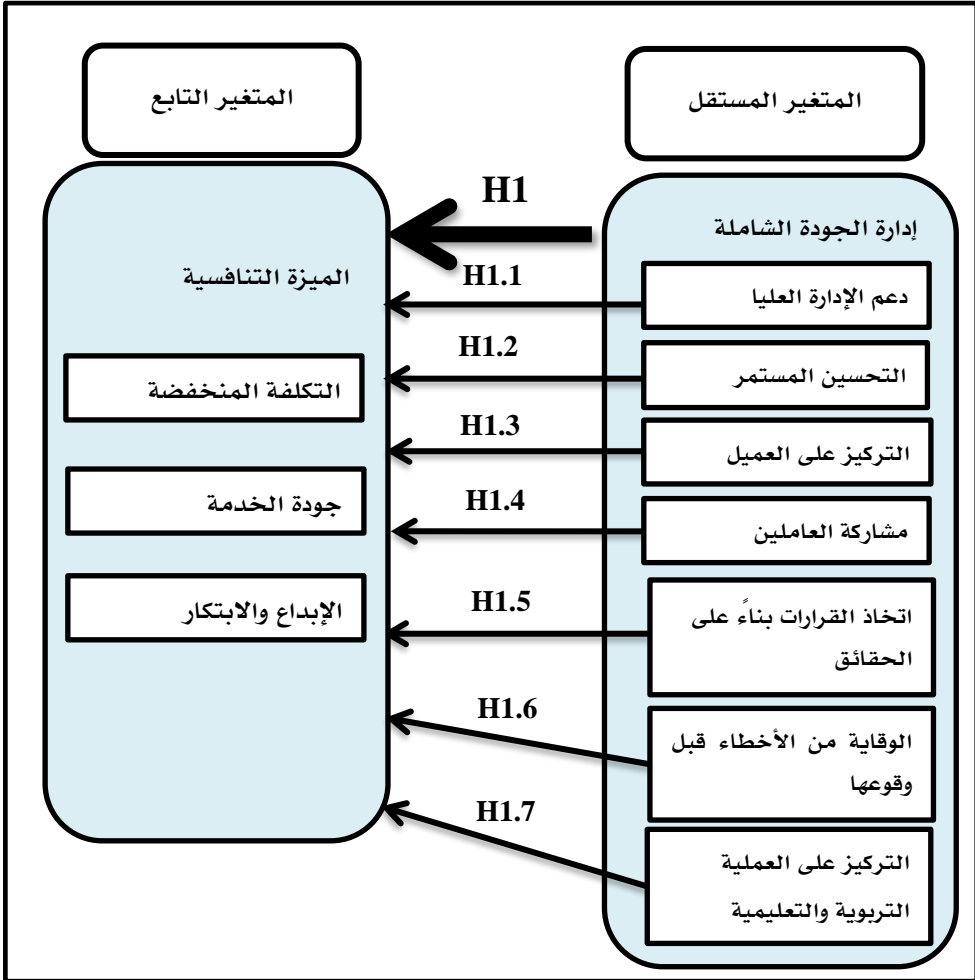 المتغير المستقل
المتغير التابع
إدارة الجودة الشاملة
دعم الإدارة العليا
التحسين المستمر
التركيز على العميل
مشاركة العاملين
اتخاذ القرارات بناءً على
الحقائق
الوقاية من الأخطاء قبل
وقوعها
التركيز على العملية
التربوية والتعليمية
H1
H1.1
H1.2
H1.3
H1.4
H1.5
H1.6
H1.7
الميزة التنافسية
التكلفة المنخفضة
جودة الخدمة
الإبداع والابتكار